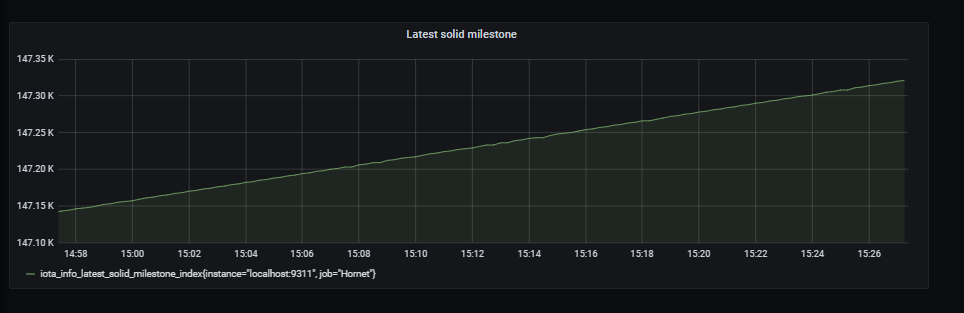 Latest solid milestone
147.35 K
147.30 K
147.25 K
147.20 K
147.15 K
147.10 K
14:58 15:00 15:02 15:04 15:06 15:08 15:10 15:12 15:14 15:16 15:18 15:20 15:22 15:24 15:26
iota_info_latest_solid_milestone_index{instance="localhost:9311", job="Hornet"}